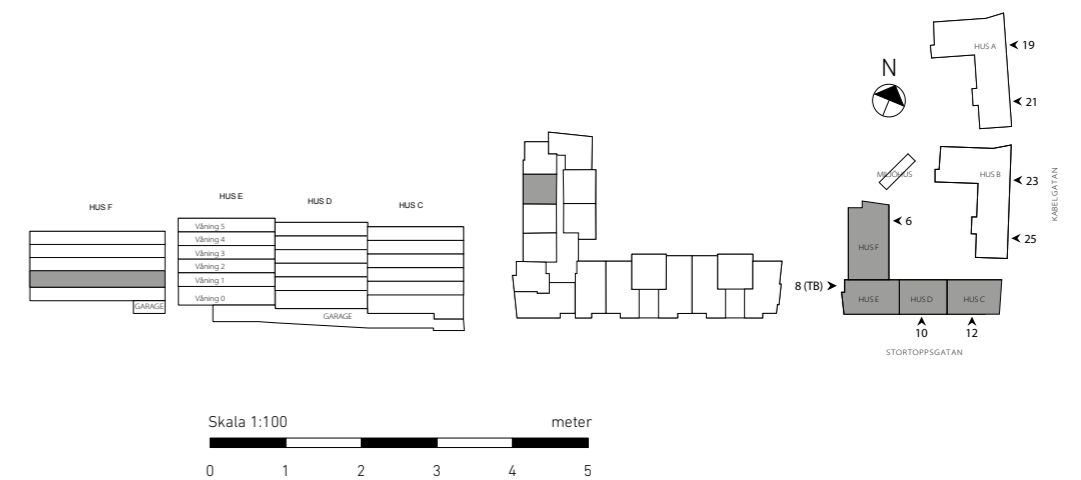 HUS F
HUS E
HUS D
HUS C
Våning 5
Våning 4
Våning 3
Våning 2
Våning 1
Våning 0
GARAGE
GARAGE
N
HUS A
19
21
MILJÖHUS
HUS B
23
25
KABELGATAN
6
HUS F
8 (TB)
HUS E
HUS D
HUS C
10
12
STORTOPPSGATAN
Skala 1:100
meter
0 1 2 3 4 5